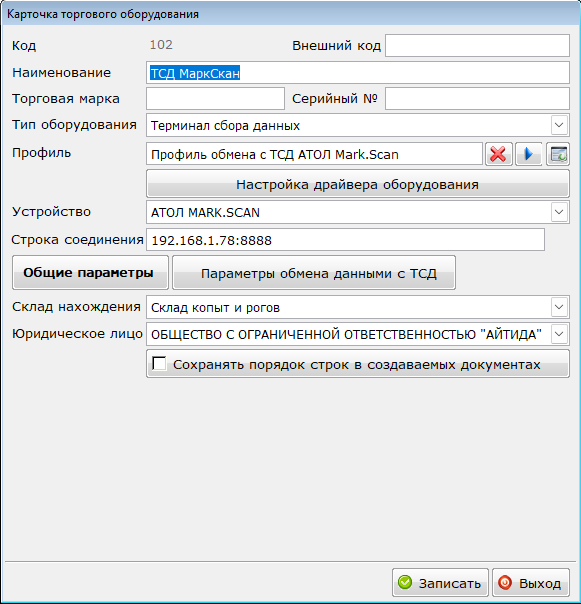 Карточка торгового оборудования
Код 102 Внешний код
Наименование ТСД МаркСкан
Торговая марка Серийный №
Тип оборудования Терминал сбора данных
Профиль Профиль обмена с ТСД АТОЛ Mark.Scan
Настройка драйвера оборудования
Устройство АТОЛ MARK.SCAN
Строка соединения 192.168.1.78:8888
Общие параметры Параметры обмена данными с ТСД
Склад нахождения Склад копыт и рогов
Юридическое лицо ОБЩЕСТВО С ОГРАНИЧЕННОЙ ОТВЕТСТВЕННОСТЬЮ "АЙТИДА"
Сохранять порядок строк в создаваемых документах
Записать Выход